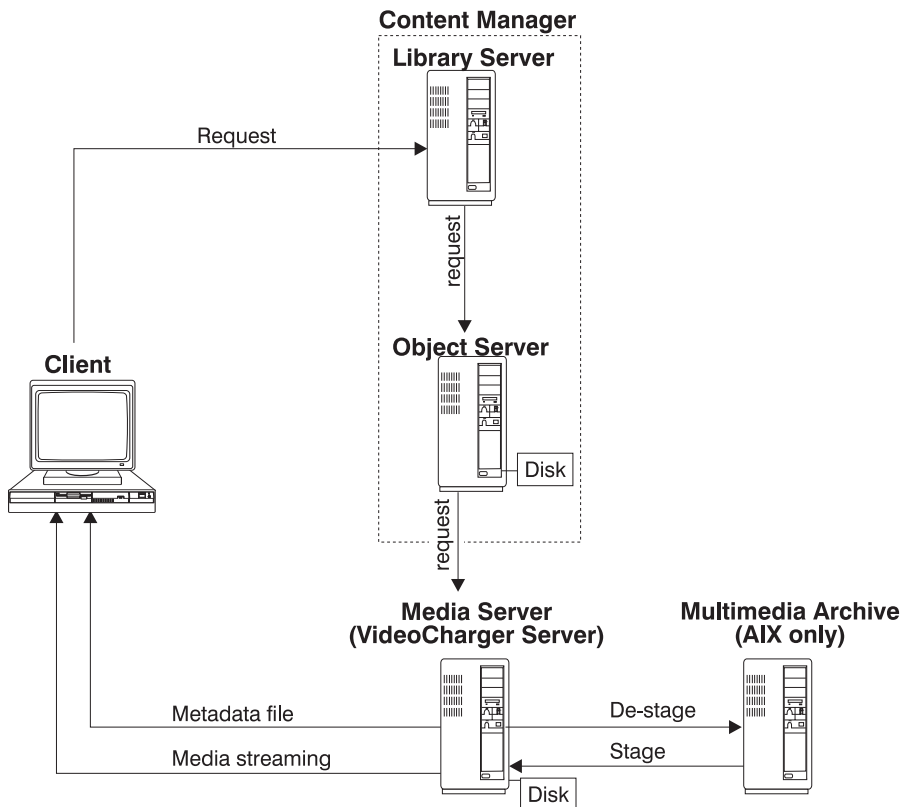 Content Manager
Library Server
Request
request
Object Server
Client
Disk
request
Media Server
(VideoCharger Server)
Multimedia Archive
(AIX only)
Metadata file
De-stage
Media streaming
Stage
Disk